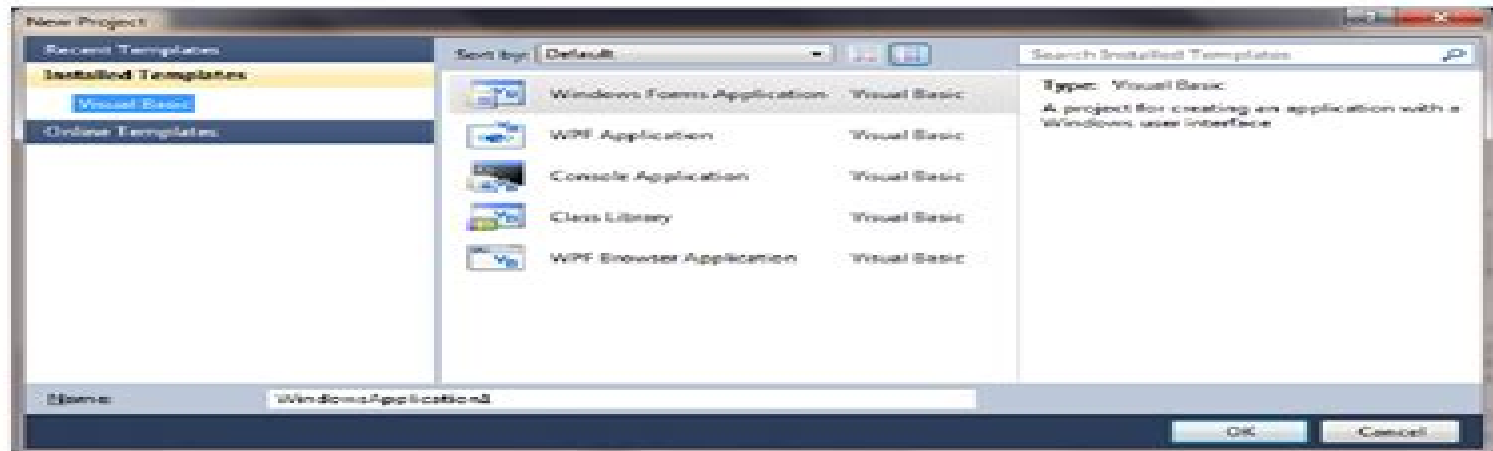 New Project
Recent Templates
Installed Templates
Visual Basic
Online Templates
Sort by: Default
Windows Forms Application Visual Basic
WPF Application Visual Basic
Console Application Visual Basic
Class Library Visual Basic
WPF Browser Application Visual Basic
Search Installed Templates
Type: Visual Basic
A project for creating an application with a
Windows user interface
Name: WindowsApplication1
OK Cancel